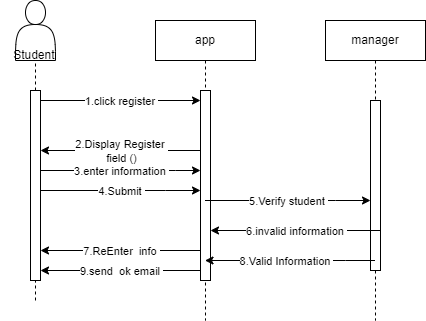 Student
app
manager
1.click register
2.Display Register
field ()
3.enter information
4.Submit
5.Verify student
6.invalid information
7.ReEnter info
8.Valid Information
9.send ok email